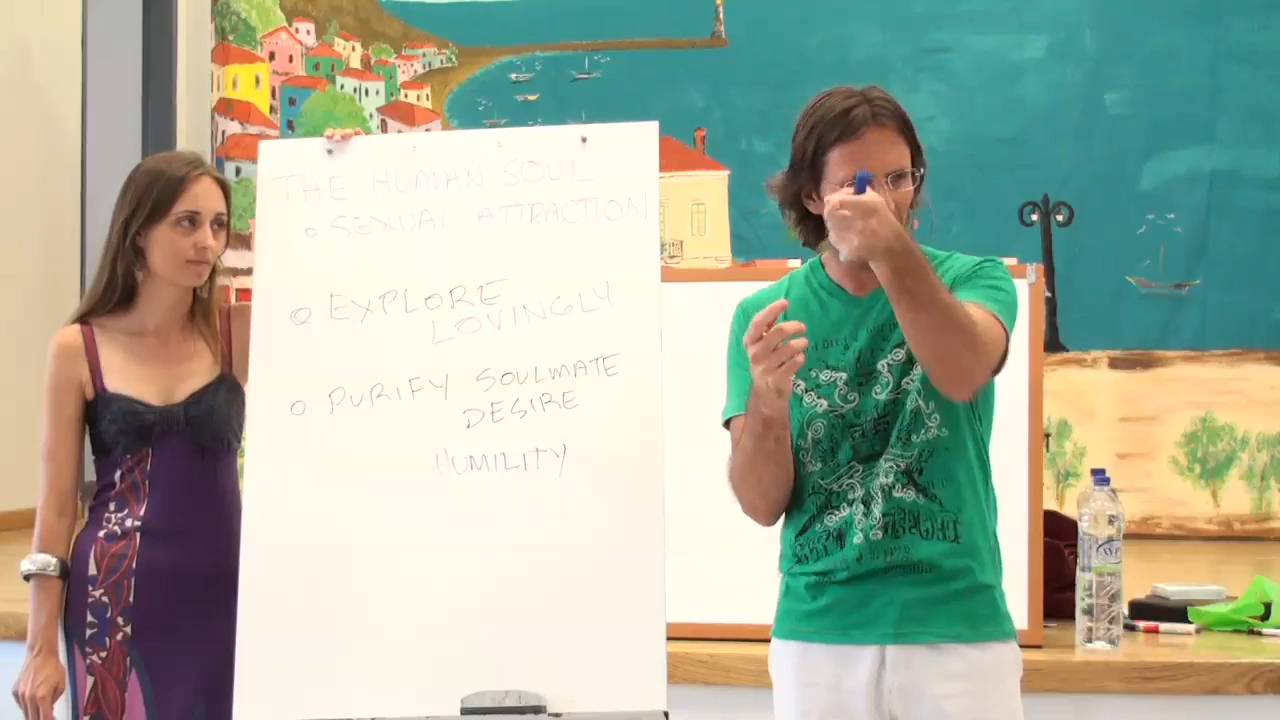 THE HUMAN SOUL
o SEXUAL ATTRACTION
o EXPLORE
LOVINGLY
o PURIFY SOULMATE
DESIRE
HUMILITY